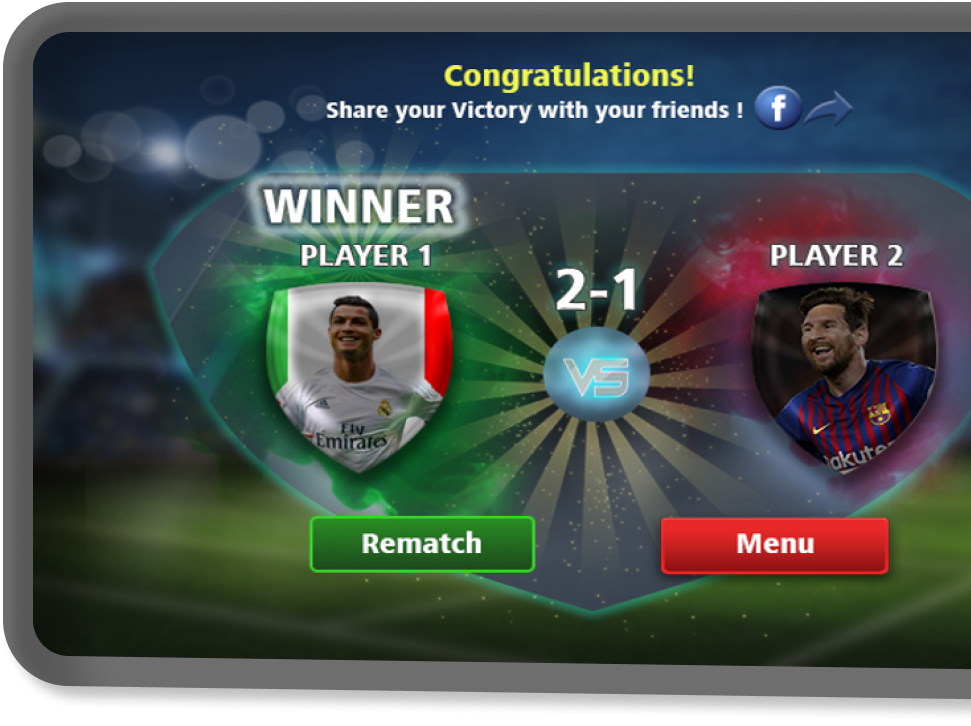 Congratulations!
Share your Victory with your friends !
f
WINNER
PLAYER 1
PLAYER 2
2-1
VS
Fly
Emirates
Rakuten
Rematch
Menu